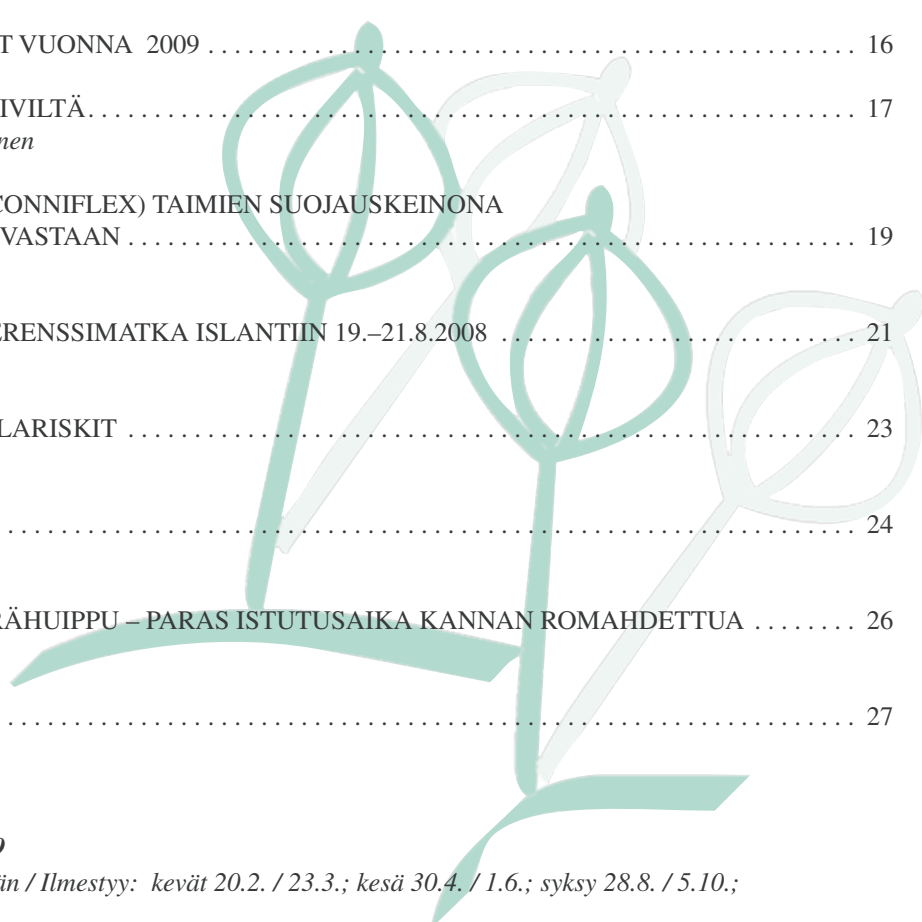 T VUONNA 2009 . . . . . . . . . . . . . . . . . . . . . . . . . . . . . . . . . . . . . . . . . . . . . . . . . . . . . . . . . . . . 16
IVILTÄ. . . . . . . . . . . . . . . . . . . . . . . . . . . . . . . . . . . . . . . . . . . . . . . . . . . . . . . . . . . . . . . . . . . . . . 17
nen
CONNIFLEX) TAIMIEN SUOJAUSKEINONA
VASTAAN . . . . . . . . . . . . . . . . . . . . . . . . . . . . . . . . . . . . . . . . . . . . . . . . . . . . . . . . . . . . . . . . . . . 19
ERENSSIMATKA ISLANTIIN 19.–21.8.2008 . . . . . . . . . . . . . . . . . . . . . . . . . . . . . . . . . 21
LARISKIT . . . . . . . . . . . . . . . . . . . . . . . . . . . . . . . . . . . . . . . . . . . . . . . . . . . . . . . . . . . . . . . . . . . 23
. . . . . . . . . . . . . . . . . . . . . . . . . . . . . . . . . . . . . . . . . . . . . . . . . . . . . . . . . . . . . . . . . . . . . . . . . . . . . 24
RÄHUIPPU – PARAS ISTUTUSAIKA KANNAN ROMAHDETTUA . . . . . . . . 26
. . . . . . . . . . . . . . . . . . . . . . . . . . . . . . . . . . . . . . . . . . . . . . . . . . . . . . . . . . . . . . . . . . . . . . . . . . . . . 27
9
än / Ilmestyy: kevät 20.2. / 23.3.; kesä 30.4. / 1.6.; syksy 28.8. / 5.10.;